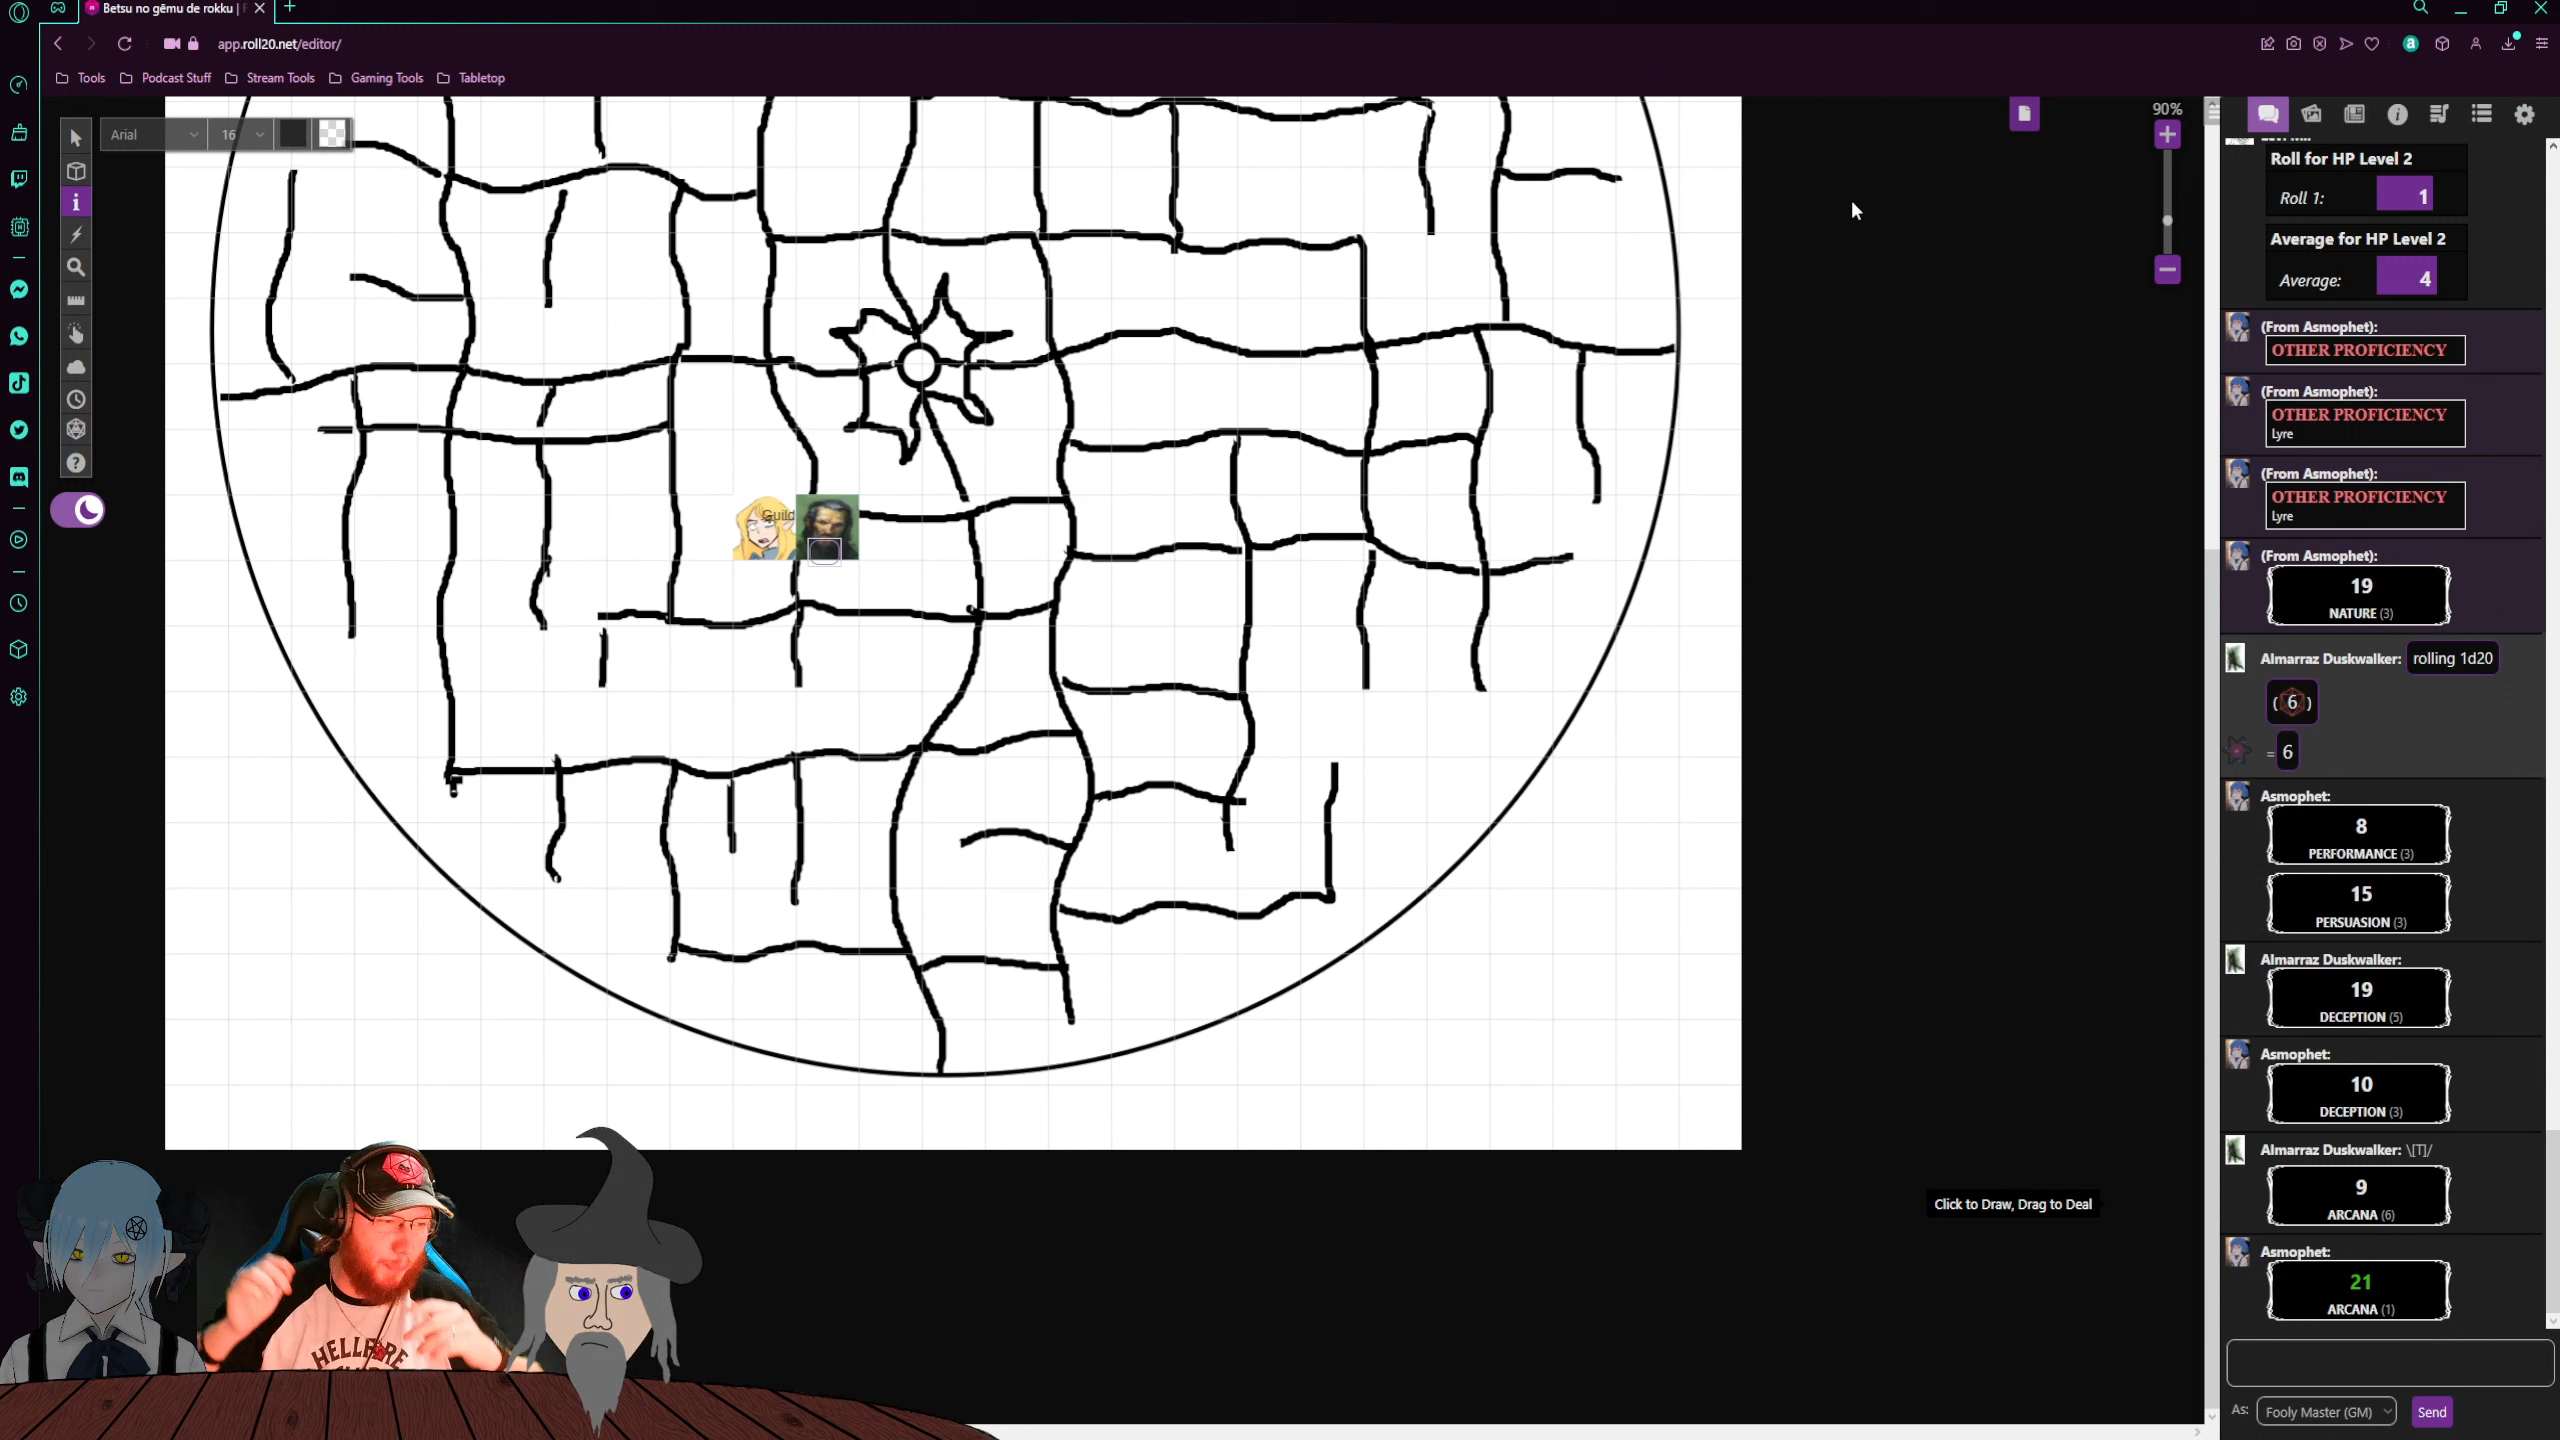 Betsu no gēmu de rokku |
app.roll20.net/editor/
Tools
Podcast Stuff
Stream Tools
Gaming Tools
Tabletop
Arial
16
90%
Guild
Roll for HP Level 2
Roll 1:
1
Average for HP Level 2
Average:
4
(From Asmophet):
OTHER PROFICIENCY
(From Asmophet):
OTHER PROFICIENCY
Lyre
(From Asmophet):
OTHER PROFICIENCY
Lyre
(From Asmophet):
19
NATURE (3)
Almarraz Duskwalker: rolling 1d20
(6)
= 6
Asmophet:
8
PERFORMANCE (3)
15
PERSUASION (3)
Almarraz Duskwalker:
19
DECEPTION (5)
Asmophet:
10
DECEPTION (3)
Almarraz Duskwalker: \[T]/
9
ARCANA (6)
Asmophet:
21
ARCANA (1)
Click to Draw, Drag to Deal
HELLFIRE
As:
Fooly Master (GM)
Send